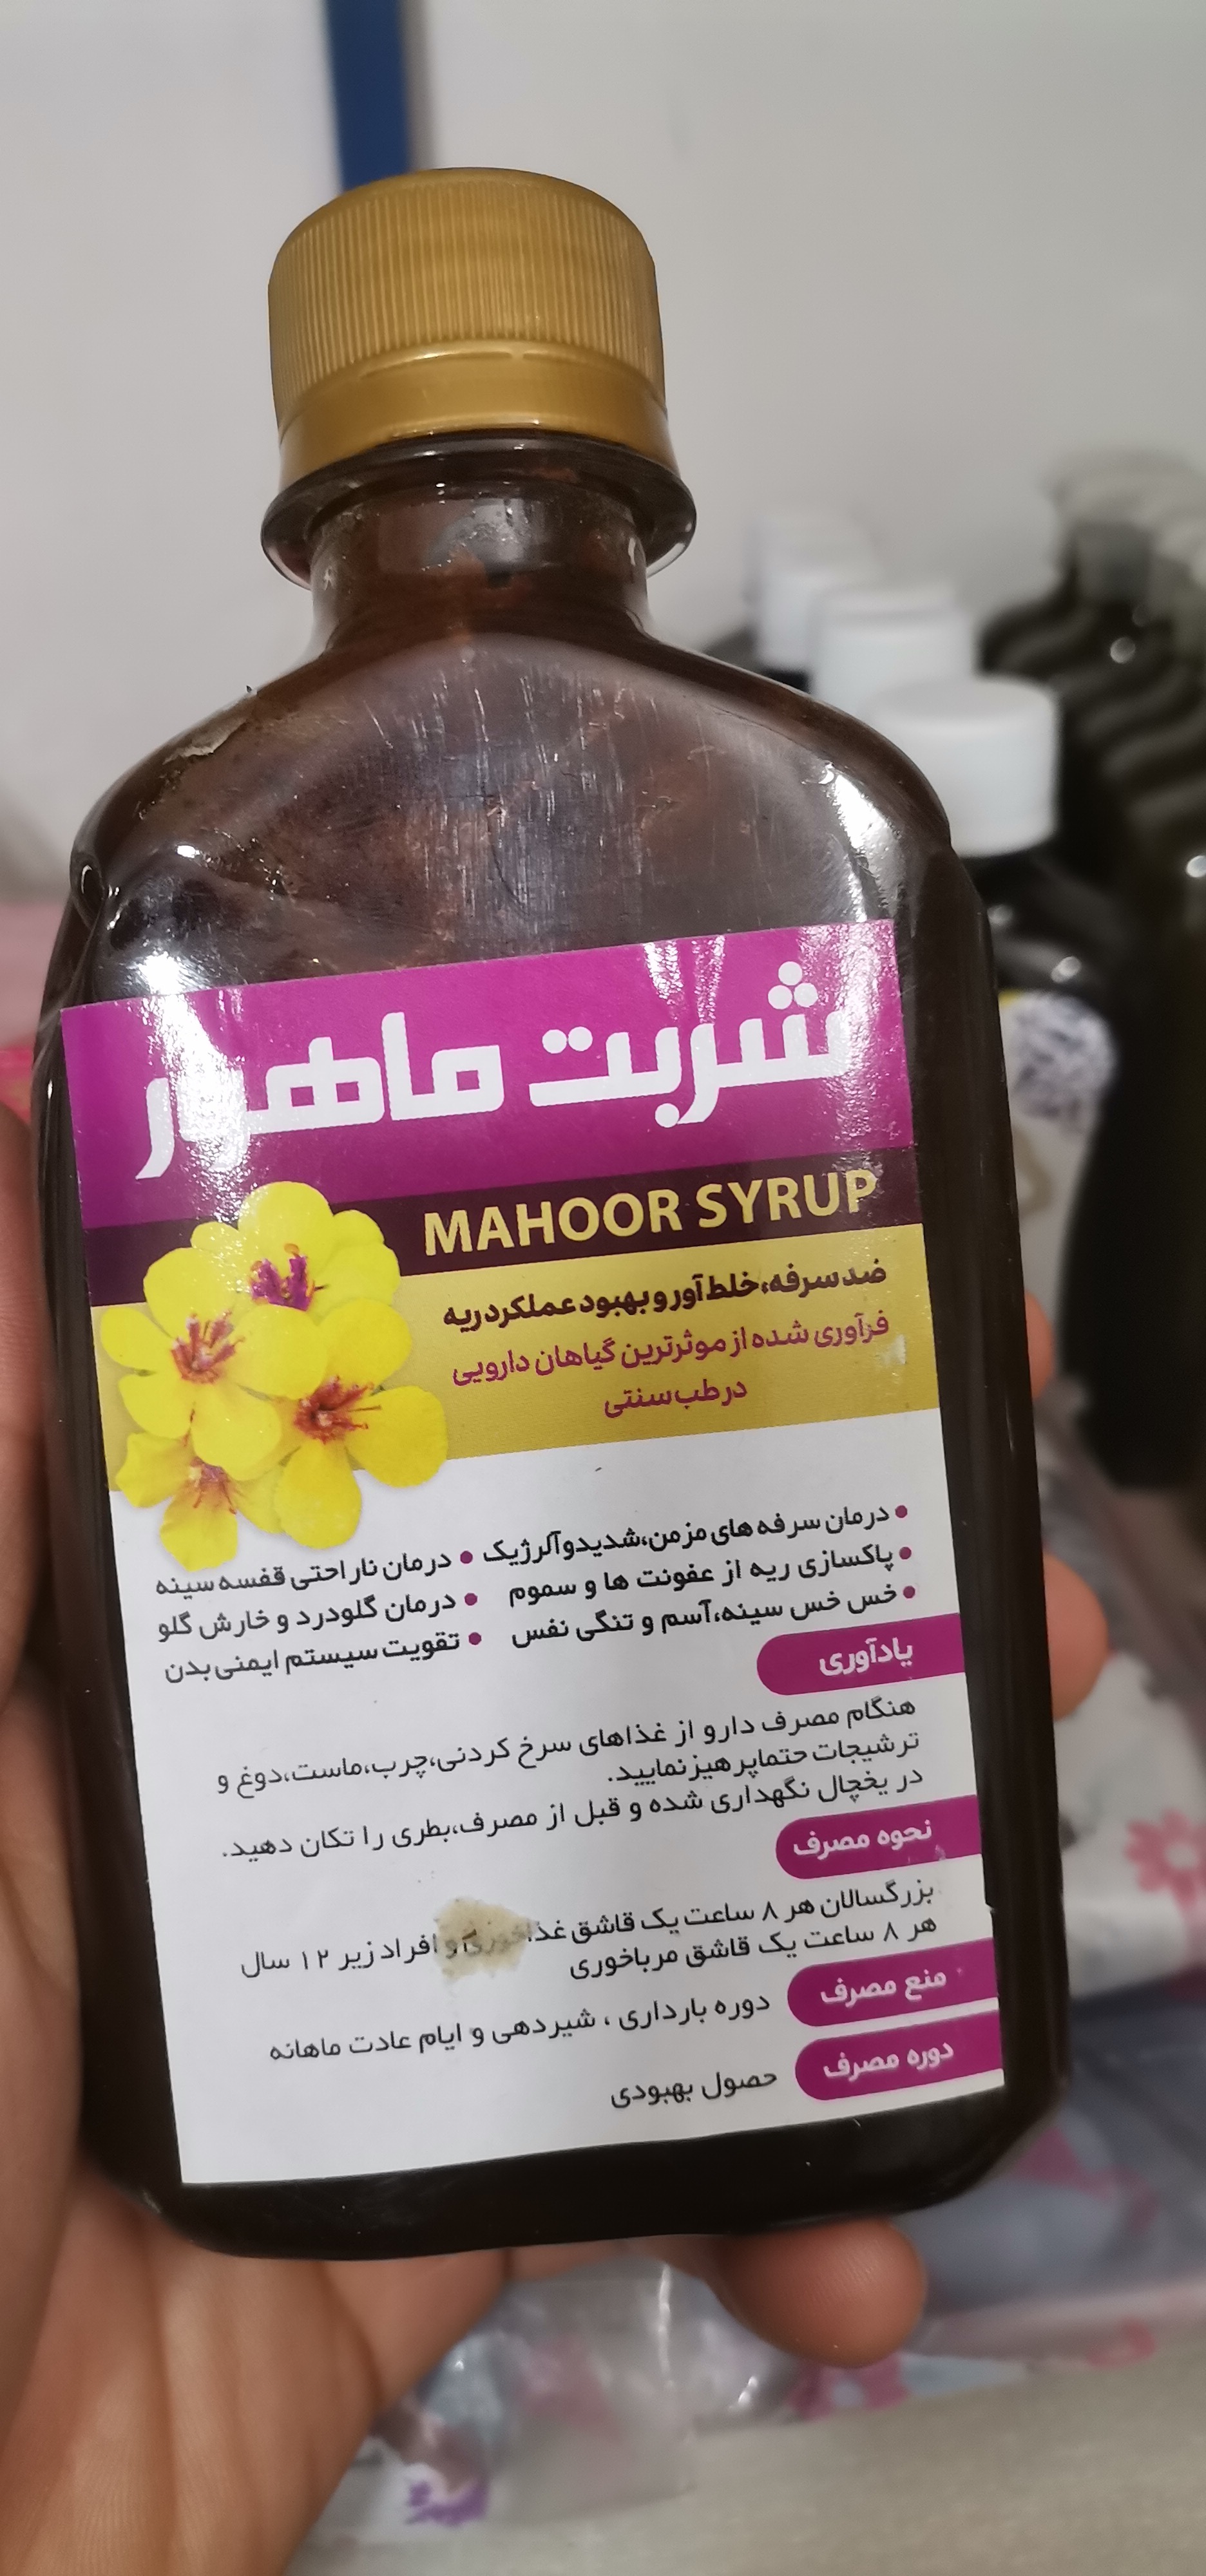 شربت ماهور
MAHOOR SYRUP
ضدسرفه،خلط‌آور و بهبود عملکرد ریه
فرآوری شده از موثرترین گیاهان دارویی
در طب سنتی
• درمان سرفه های مزمن،شدید و آلرژیک
• پاکسازی ریه از عفونت ها و سموم
• خس خس سینه،آسم و تنگی نفس
• درمان ناراحتی قفسه سینه
• درمان گلودرد و خارش گلو
• تقویت سیستم ایمنی بدن
یادآوری
هنگام مصرف دارو از غذاهای سرخ کردنی،چرب،ماست،دوغ و
ترشیجات حتما پرهیز نمایید.
در یخچال نگهداری شده و قبل از مصرف،بطری را تکان دهید.
نحوه مصرف
بزرگسالان هر ۸ ساعت یک قاشق غذاخوری و افراد زیر ۱۲ سال
هر ۸ ساعت یک قاشق مرباخوری
منع مصرف
دوره بارداری ، شیردهی و ایام عادت ماهانه
دوره مصرف
حصول بهبودی